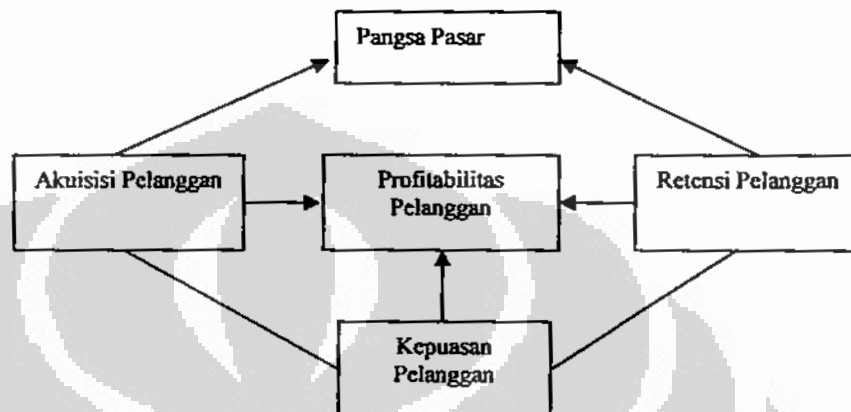 Pangsa Pasar
Akuisisi Pelanggan
Profitabilitas
Pelanggan
Retensi Pelanggan
Kepuasan
Pelanggan